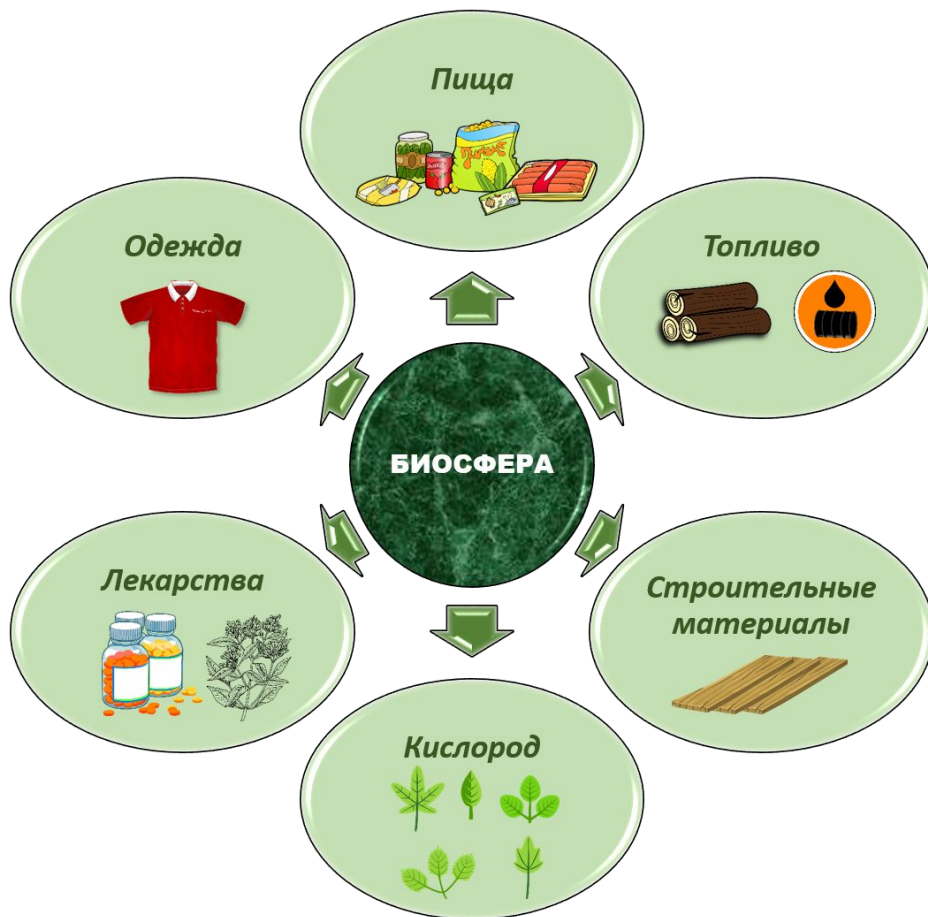 Пища
Одежда
Топливо
БИОСФЕРА
Лекарства
Строительные
материалы
Кислород